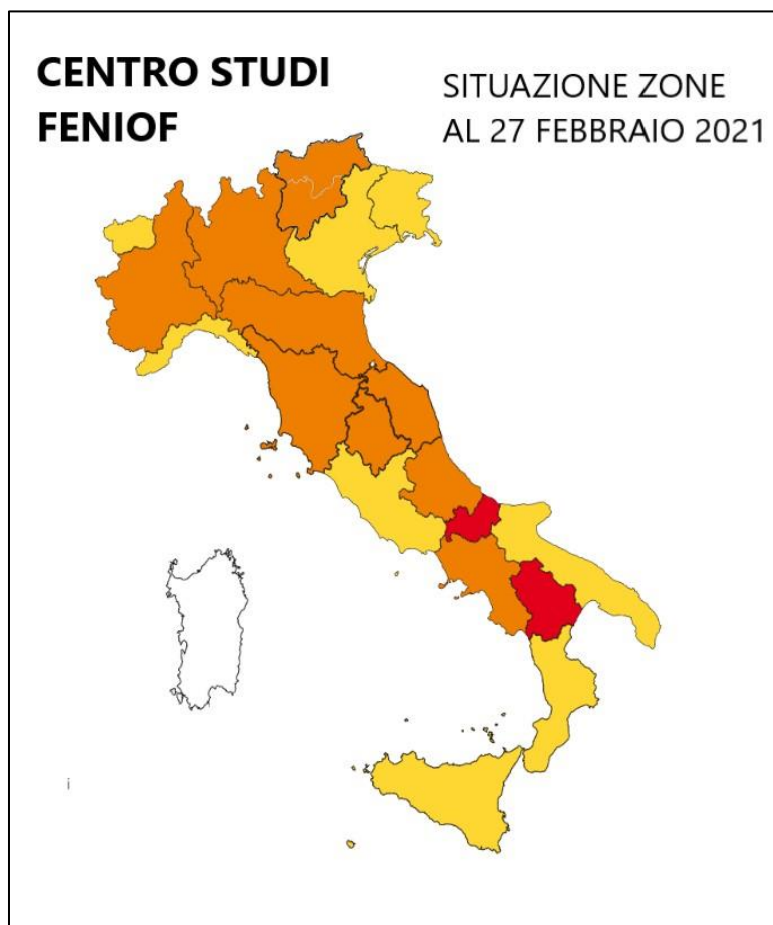 CENTRO STUDI
FENIOF
SITUAZIONE ZONE
AL 27 FEBBRAIO 2021
i